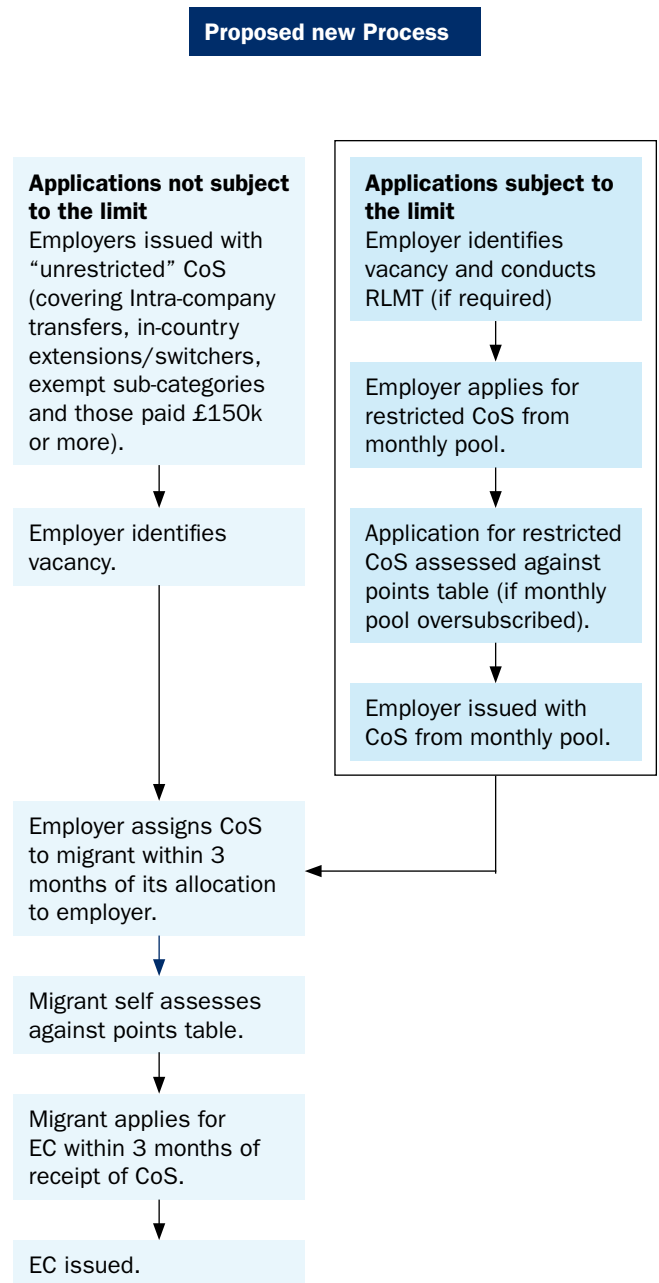 Proposed new Process
Applications not subject
to the limit
Employers issued with
“unrestricted” CoS
(covering Intra-company
transfers, in-country
extensions/switchers,
exempt sub-categories
and those paid £150k
or more).
Employer identifies
vacancy.
Applications subject to
the limit
Employer identifies
vacancy and conducts
RLMT (if required)
Employer applies for
restricted CoS from
monthly pool.
Application for restricted
CoS assessed against
points table (if monthly
pool oversubscribed).
Employer issued with
CoS from monthly pool.
Employer assigns CoS
to migrant within 3
months of its allocation
to employer.
Migrant self assesses
against points table.
Migrant applies for
EC within 3 months of
receipt of CoS.
EC issued.